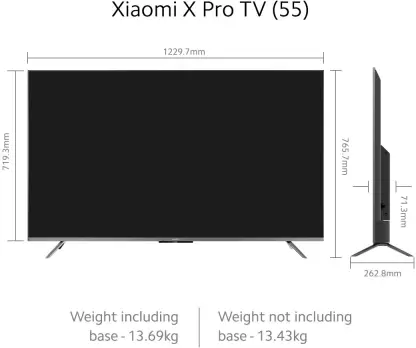 Xiaomi X Pro TV (55)
1229.7mm
719.3mm
765.7mm
71.3mm
262.8mm
Weight including
base - 13.69kg
Weight not including
base - 13.43kg